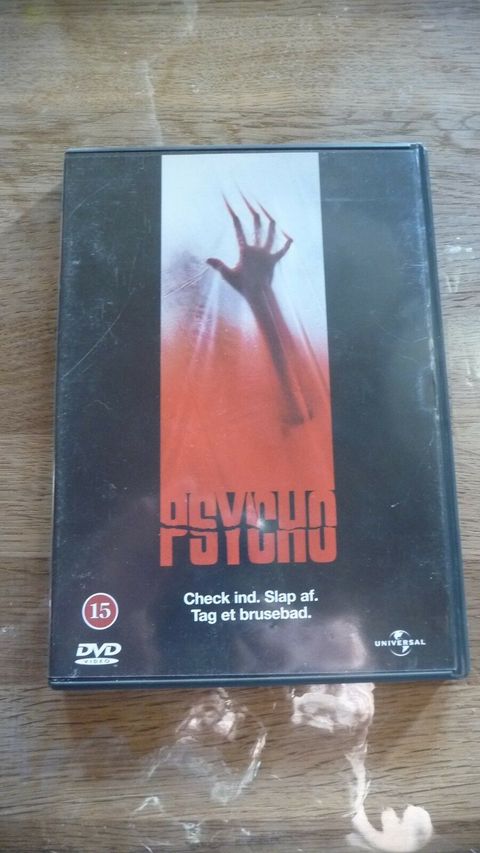 PSYCHO
Check ind. Slap af.
Tag et brusebad.
15
DVD
VIDEO
UNIVERSAL